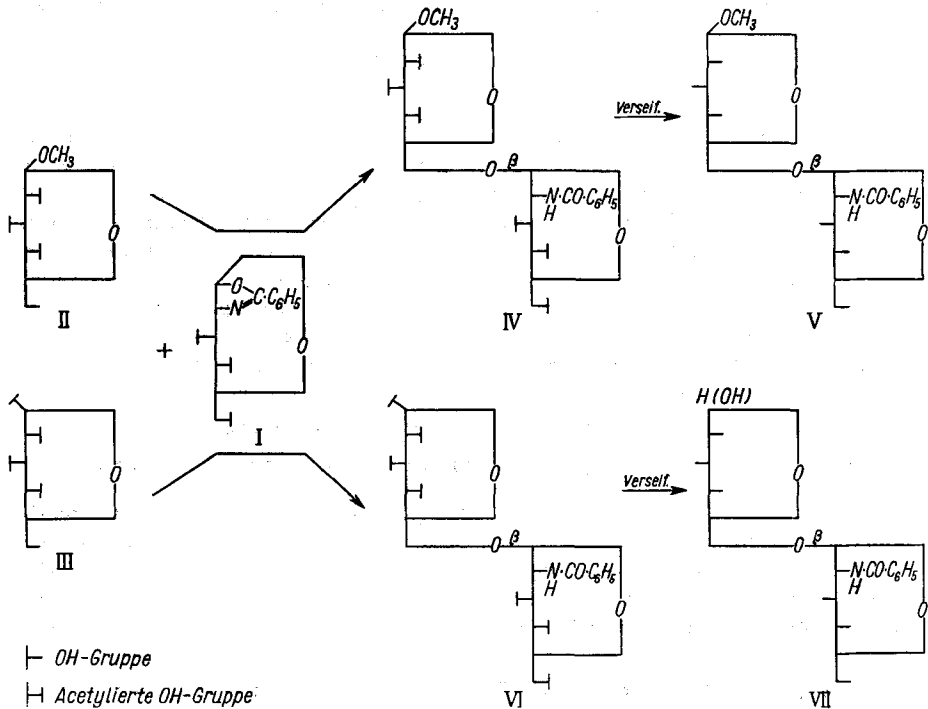 OCH₃
O
II
+
O
N
C·C₆H₅
O
I
OCH₃
O
O β
N·CO·C₆H₅
H
O
IV
Verseif.
OCH₃
O
O β
N·CO·C₆H₅
H
O
V
O
III
O
O β
N·CO·C₆H₅
H
O
VI
Verseif.
H(OH)
O
O β
N·CO·C₆H₅
H
O
VII
OH-Gruppe
Acetylierte OH-Gruppe